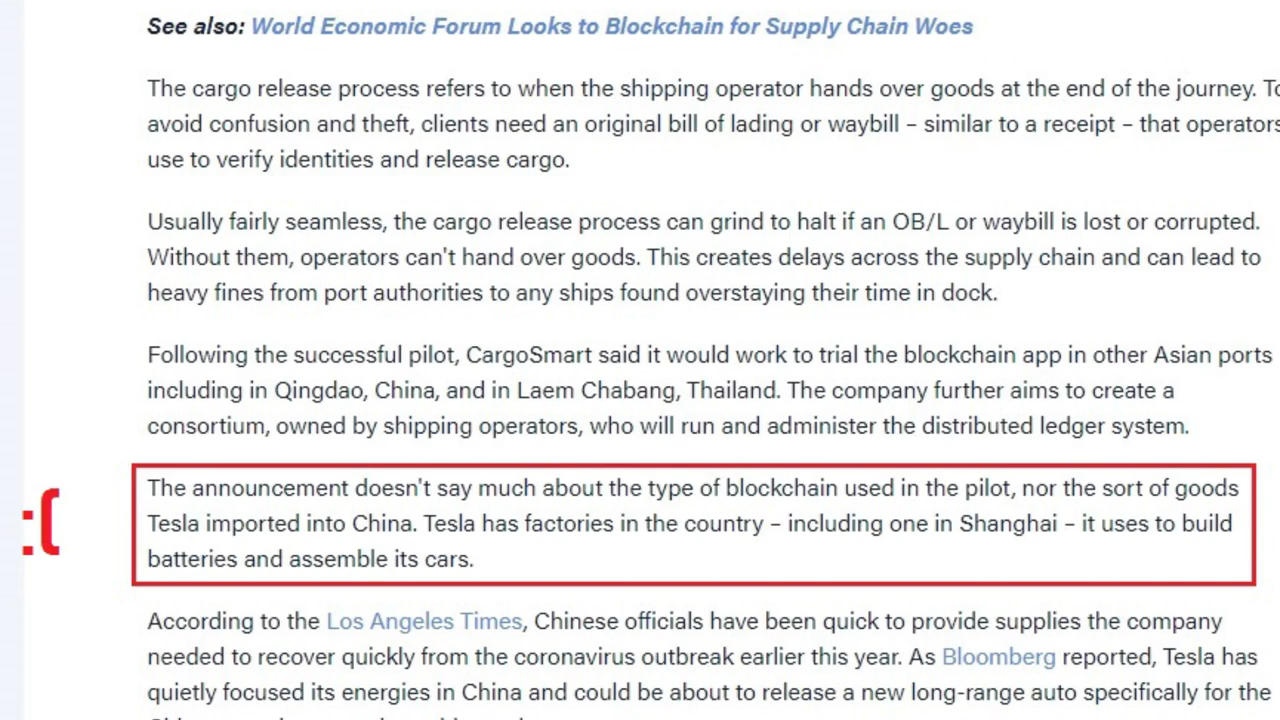 See also: World Economic Forum Looks to Blockchain for Supply Chain Woes
The cargo release process refers to when the shipping operator hands over goods at the end of the journey. To
avoid confusion and theft, clients need an original bill of lading or waybill – similar to a receipt – that operators
use to verify identities and release cargo.
Usually fairly seamless, the cargo release process can grind to halt if an OB/L or waybill is lost or corrupted.
Without them, operators can't hand over goods. This creates delays across the supply chain and can lead to
heavy fines from port authorities to any ships found overstaying their time in dock.
Following the successful pilot, CargoSmart said it would work to trial the blockchain app in other Asian ports
including in Qingdao, China, and in Laem Chabang, Thailand. The company further aims to create a
consortium, owned by shipping operators, who will run and administer the distributed ledger system.
The announcement doesn't say much about the type of blockchain used in the pilot, nor the sort of goods
:(
Tesla imported into China. Tesla has factories in the country – including one in Shanghai – it uses to build
batteries and assemble its cars.
According to the Los Angeles Times, Chinese officials have been quick to provide supplies the company
needed to recover quickly from the coronavirus outbreak earlier this year. As Bloomberg reported, Tesla has
quietly focused its energies in China and could be about to release a new long-range auto specifically for the